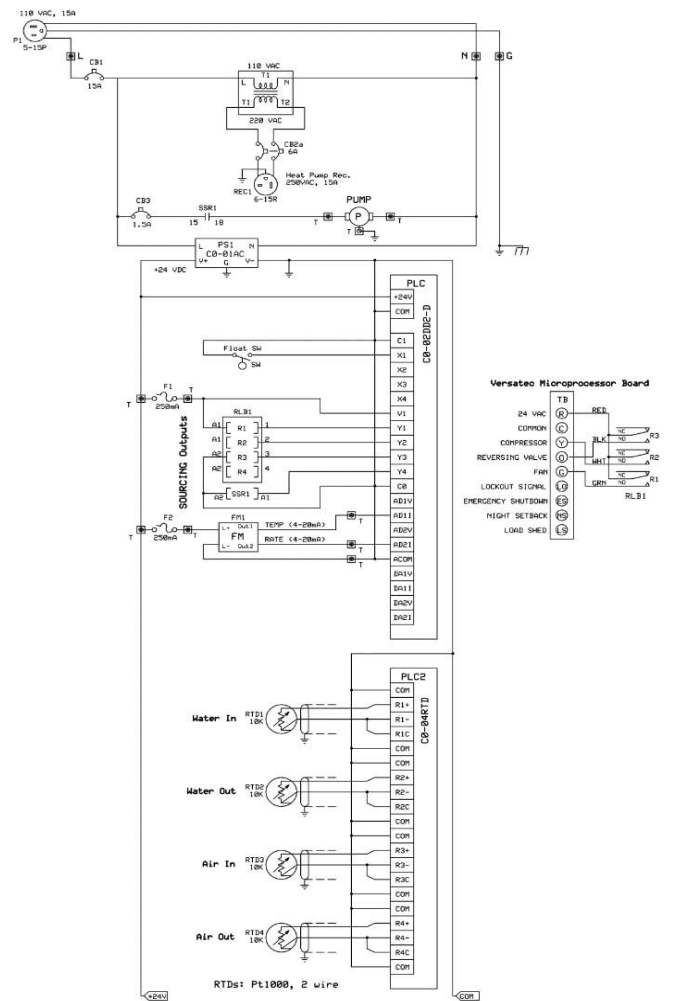 110 VAC, 15A
P1
5-15P
L
N
G
CB1
15A
110 VAC
T1
L N
T1 T2
220 VAC
CB2a
6A
Heat Pump Rec.
250VAC, 15A
REC1
6-15R
CB3
1.5A
SSR1
15 18
PUMP
T P T
T
L PS1 N
C0-01AC
V+ G V-
+24 VDC
PLC
C0-02DD2-D
+24V
COM
C1
X1
X2
X3
X4
V1
Y1
Y2
Y3
Y4
C0
AD1V
AD1I
AD2V
AD2I
ACOM
DA1V
DA1I
DA2V
DA2I
Float SW
SW
F1
T T
250mA
SOURCING Outputs
RLB1
A1 R1 1
A1 R2 2
A2 R3 3
A2 R4 4
A2 SSR1 A1
F2
T T
250mA
FM1
L+ Out1
FM
L- Out2
TEMP (4-20mA)
RATE (4-20mA)
T
T
T
Versatec Microprocessor Board
TB
24 VAC R RED
COMMON C
COMPRESSOR Y BLK
REVERSING VALVE O WHT
FAN G GRN
LOCKOUT SIGNAL LO
EMERGENCY SHUTDOWN ES
NIGHT SETBACK NS
LOAD SHED LS
NC
NO R3
NC
NO R2
NC
NO R1
RLB1
PLC2
C0-04RTD
COM
R1+
R1-
R1C
COM
COM
R2+
R2-
R2C
COM
COM
R3+
R3-
R3C
COM
COM
R4+
R4-
R4C
COM
Water In RTD1
10K
Water Out RTD2
10K
Air In RTD3
10K
Air Out RTD4
10K
RTDs: Pt1000, 2 wire
+24V
COM